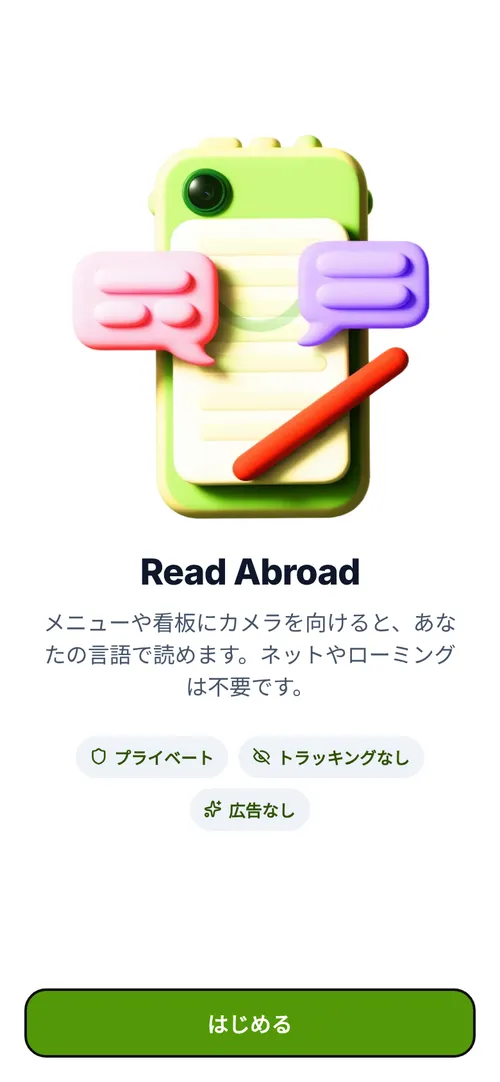 Read Abroad
メニューや看板にカメラを向けると、あな
たの言語で読めます。ネットやローミング
は不要です。
プライベート
トラッキングなし
広告なし
はじめる